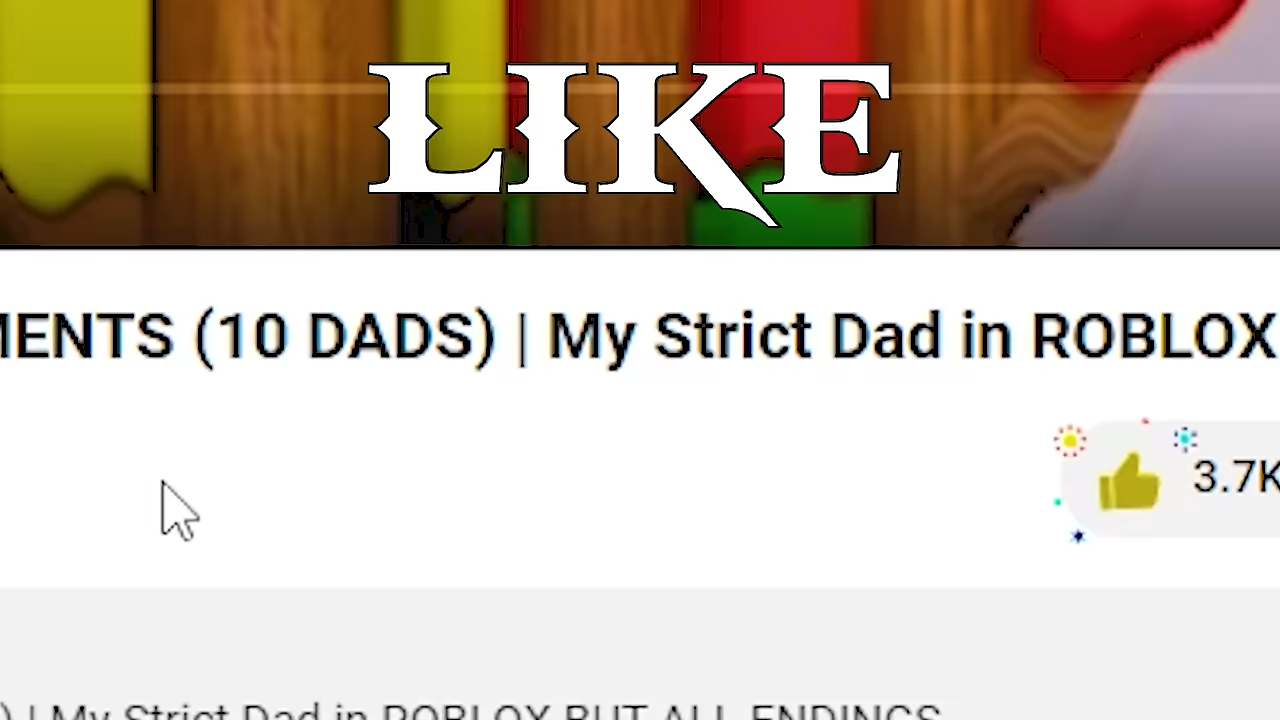 LIKE
MENTS (10 DADS) | My Strict Dad in ROBLOX
3.7K
) | My Strict Dad in ROBLOX BUT ALL ENDINGS